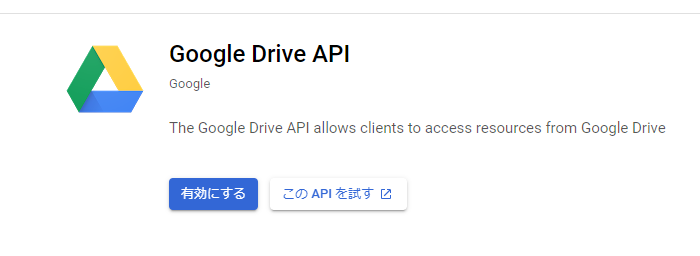 Google Drive API
Google
The Google Drive API allows clients to access resources from Google Drive
有効にする
この API を試す